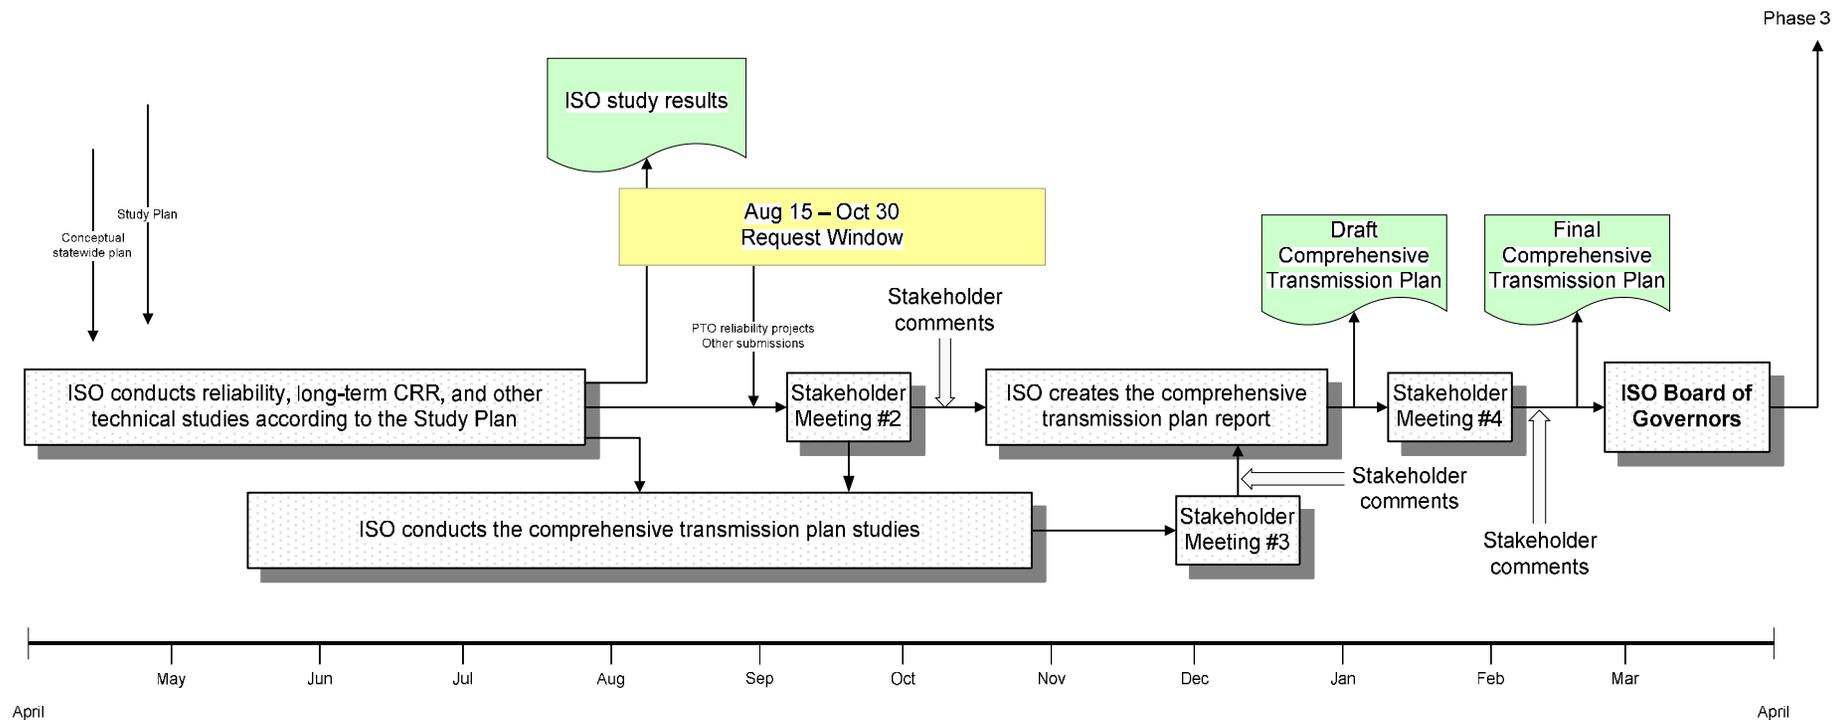 Phase 3
ISO study results
Study Plan
Conceptual
statewide plan
Aug 15 – Oct 30
Request Window
Draft
Comprehensive
Transmission Plan
Final
Comprehensive
Transmission Plan
Stakeholder
comments
PTO reliability projects
Other submissions
ISO conducts reliability, long-term CRR, and other
technical studies according to the Study Plan
Stakeholder
Meeting #2
ISO creates the comprehensive
transmission plan report
Stakeholder
Meeting #4
ISO Board of
Governors
Stakeholder
comments
ISO conducts the comprehensive transmission plan studies
Stakeholder
Meeting #3
Stakeholder
comments
May
Jun
Jul
Aug
Sep
Oct
Nov
Dec
Jan
Feb
Mar
April
April